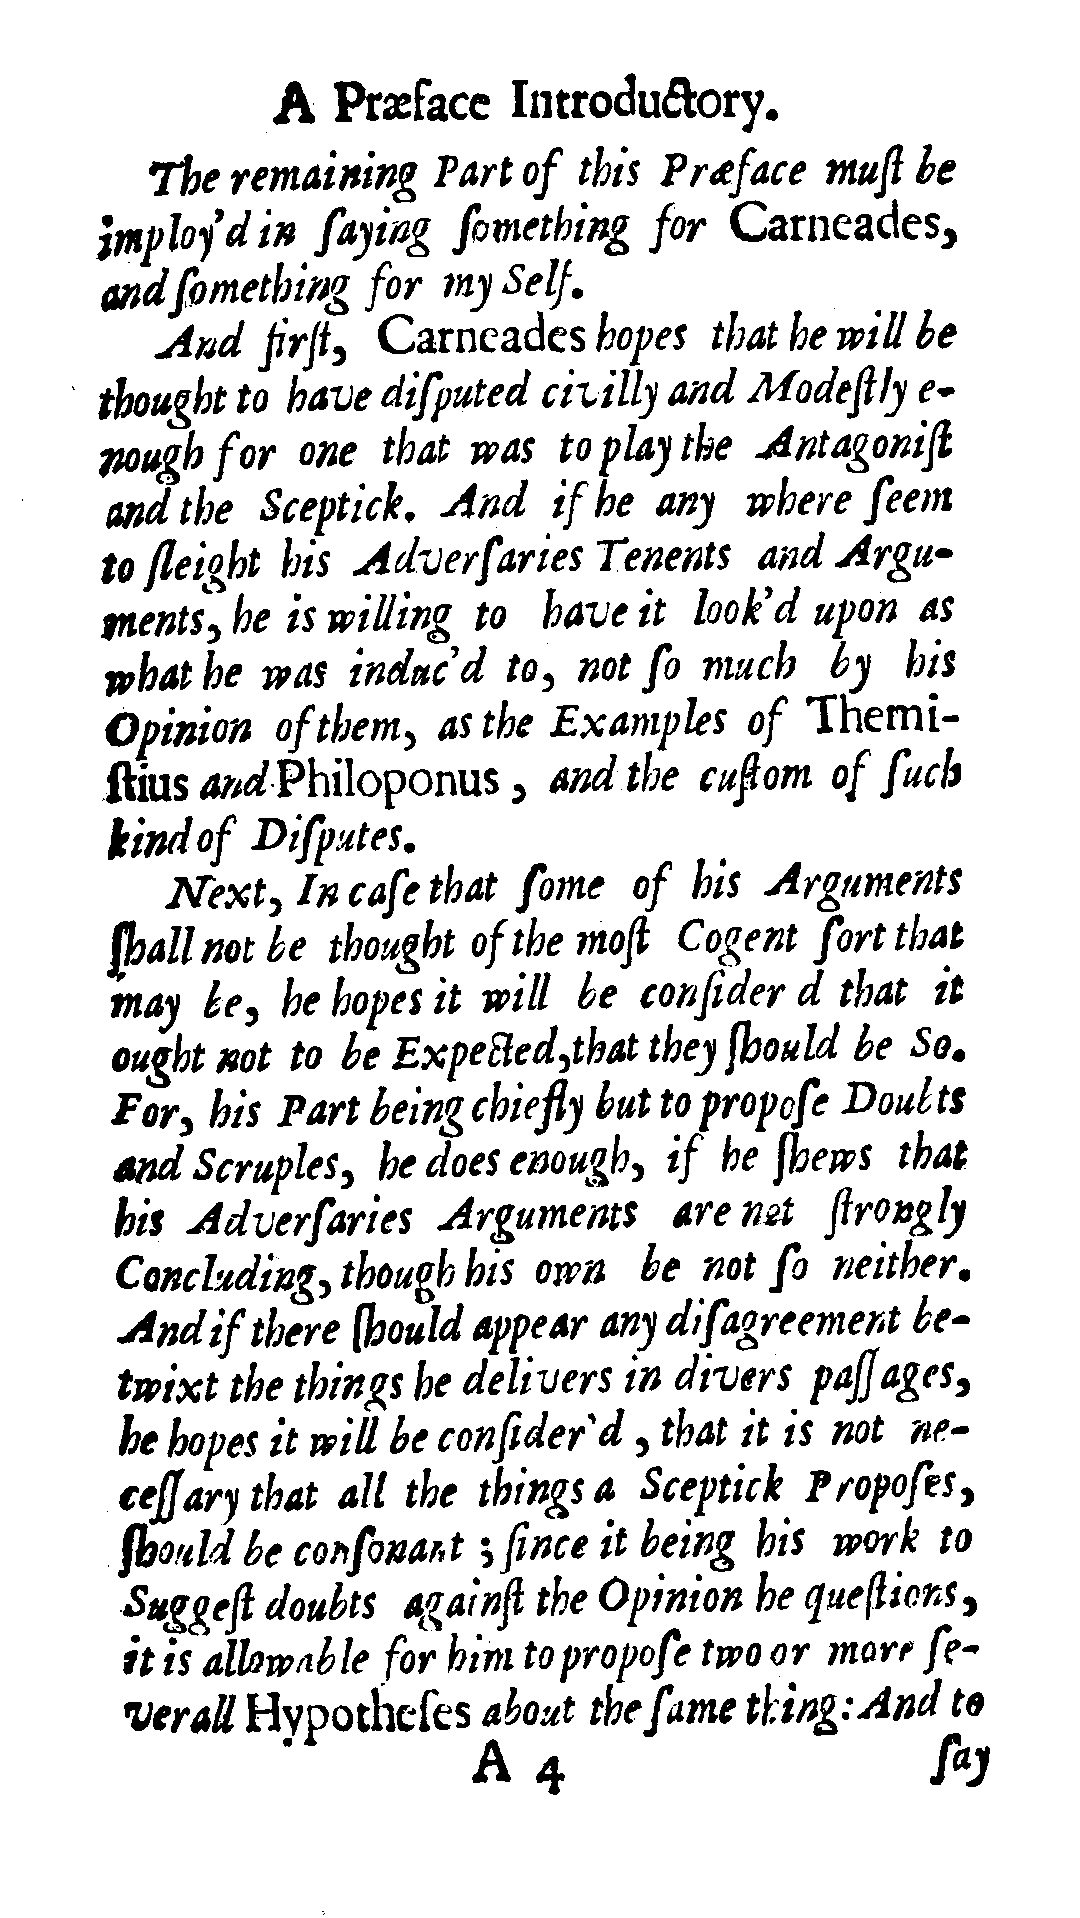 A Præface Introductory.
The remaining Part of this Præface muſt be
imploy'd in ſaying ſomething for Carneades,
and ſomething for my Self.
And firſt, Carneades hopes that he will be
thought to have diſputed civilly and Modeſtly e-
nough for one that was to play the Antagoniſt
and the Sceptick. And if he any where ſeem
to ſleight his Adverſaries Tenents and Argu-
ments, he is willing to have it look'd upon as
what he was induc'd to, not ſo much by his
Opinion of them, as the Examples of Themi-
ſtius and Philoponus, and the cuſtom of ſuch
kind of Diſputes.
Next, In caſe that ſome of his Arguments
ſhall not be thought of the moſt Cogent ſort that
may be, he hopes it will be conſider d that it
ought not to be Expected, that they ſhould be So.
For, his Part being chiefly but to propoſe Doubts
and Scruples, he does enough, if he ſhews that
his Adverſaries Arguments are not ſtrongly
Concluding, though his own be not ſo neither.
And if there ſhould appear any diſagreement be-
twixt the things he delivers in divers paſſages,
he hopes it will be conſider'd, that it is not ne-
ceſſary that all the things a Sceptick Propoſes,
ſhould be conſonant; ſince it being his work to
Suggeſt doubts againſt the Opinion he queſtions,
it is allowable for him to propoſe two or more ſe-
verall Hypotheſes about the ſame thing: And to
A 4 ſay